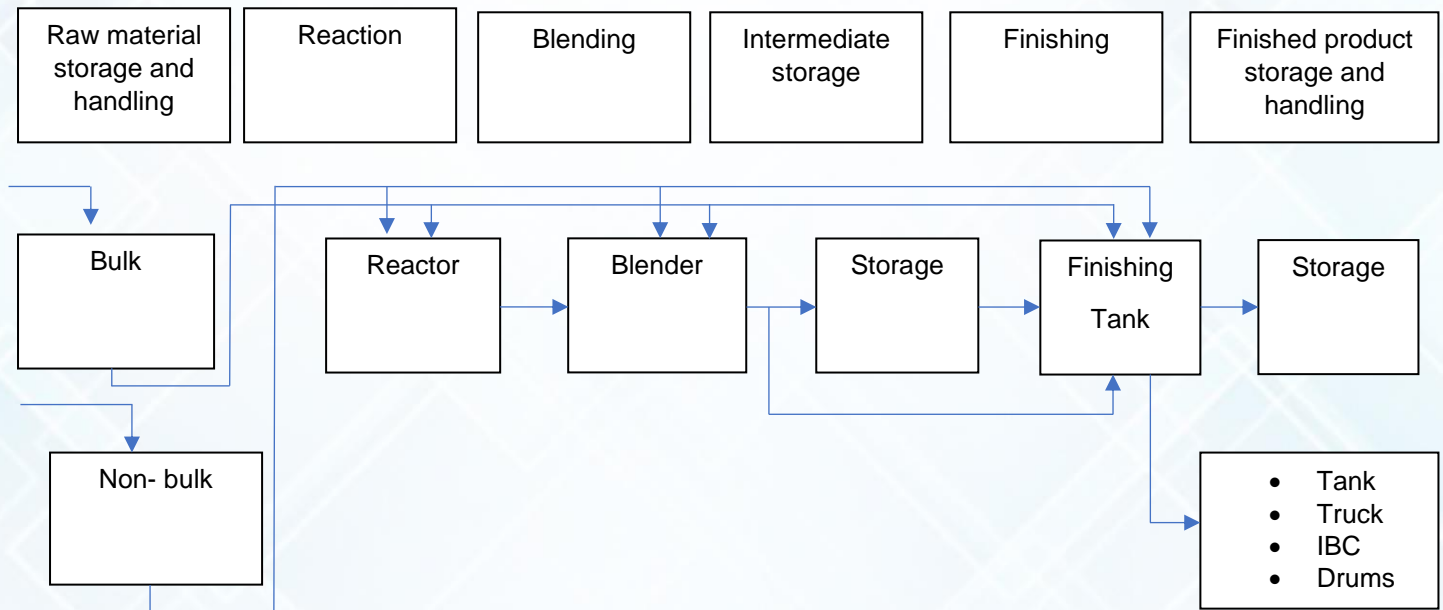 Raw material
storage and
handling
Reaction
Blending
Intermediate
storage
Finishing
Finished product
storage and
handling
Bulk
Reactor
Blender
Storage
Finishing
Tank
Storage
Non- bulk
• Tank
• Truck
• IBC
• Drums